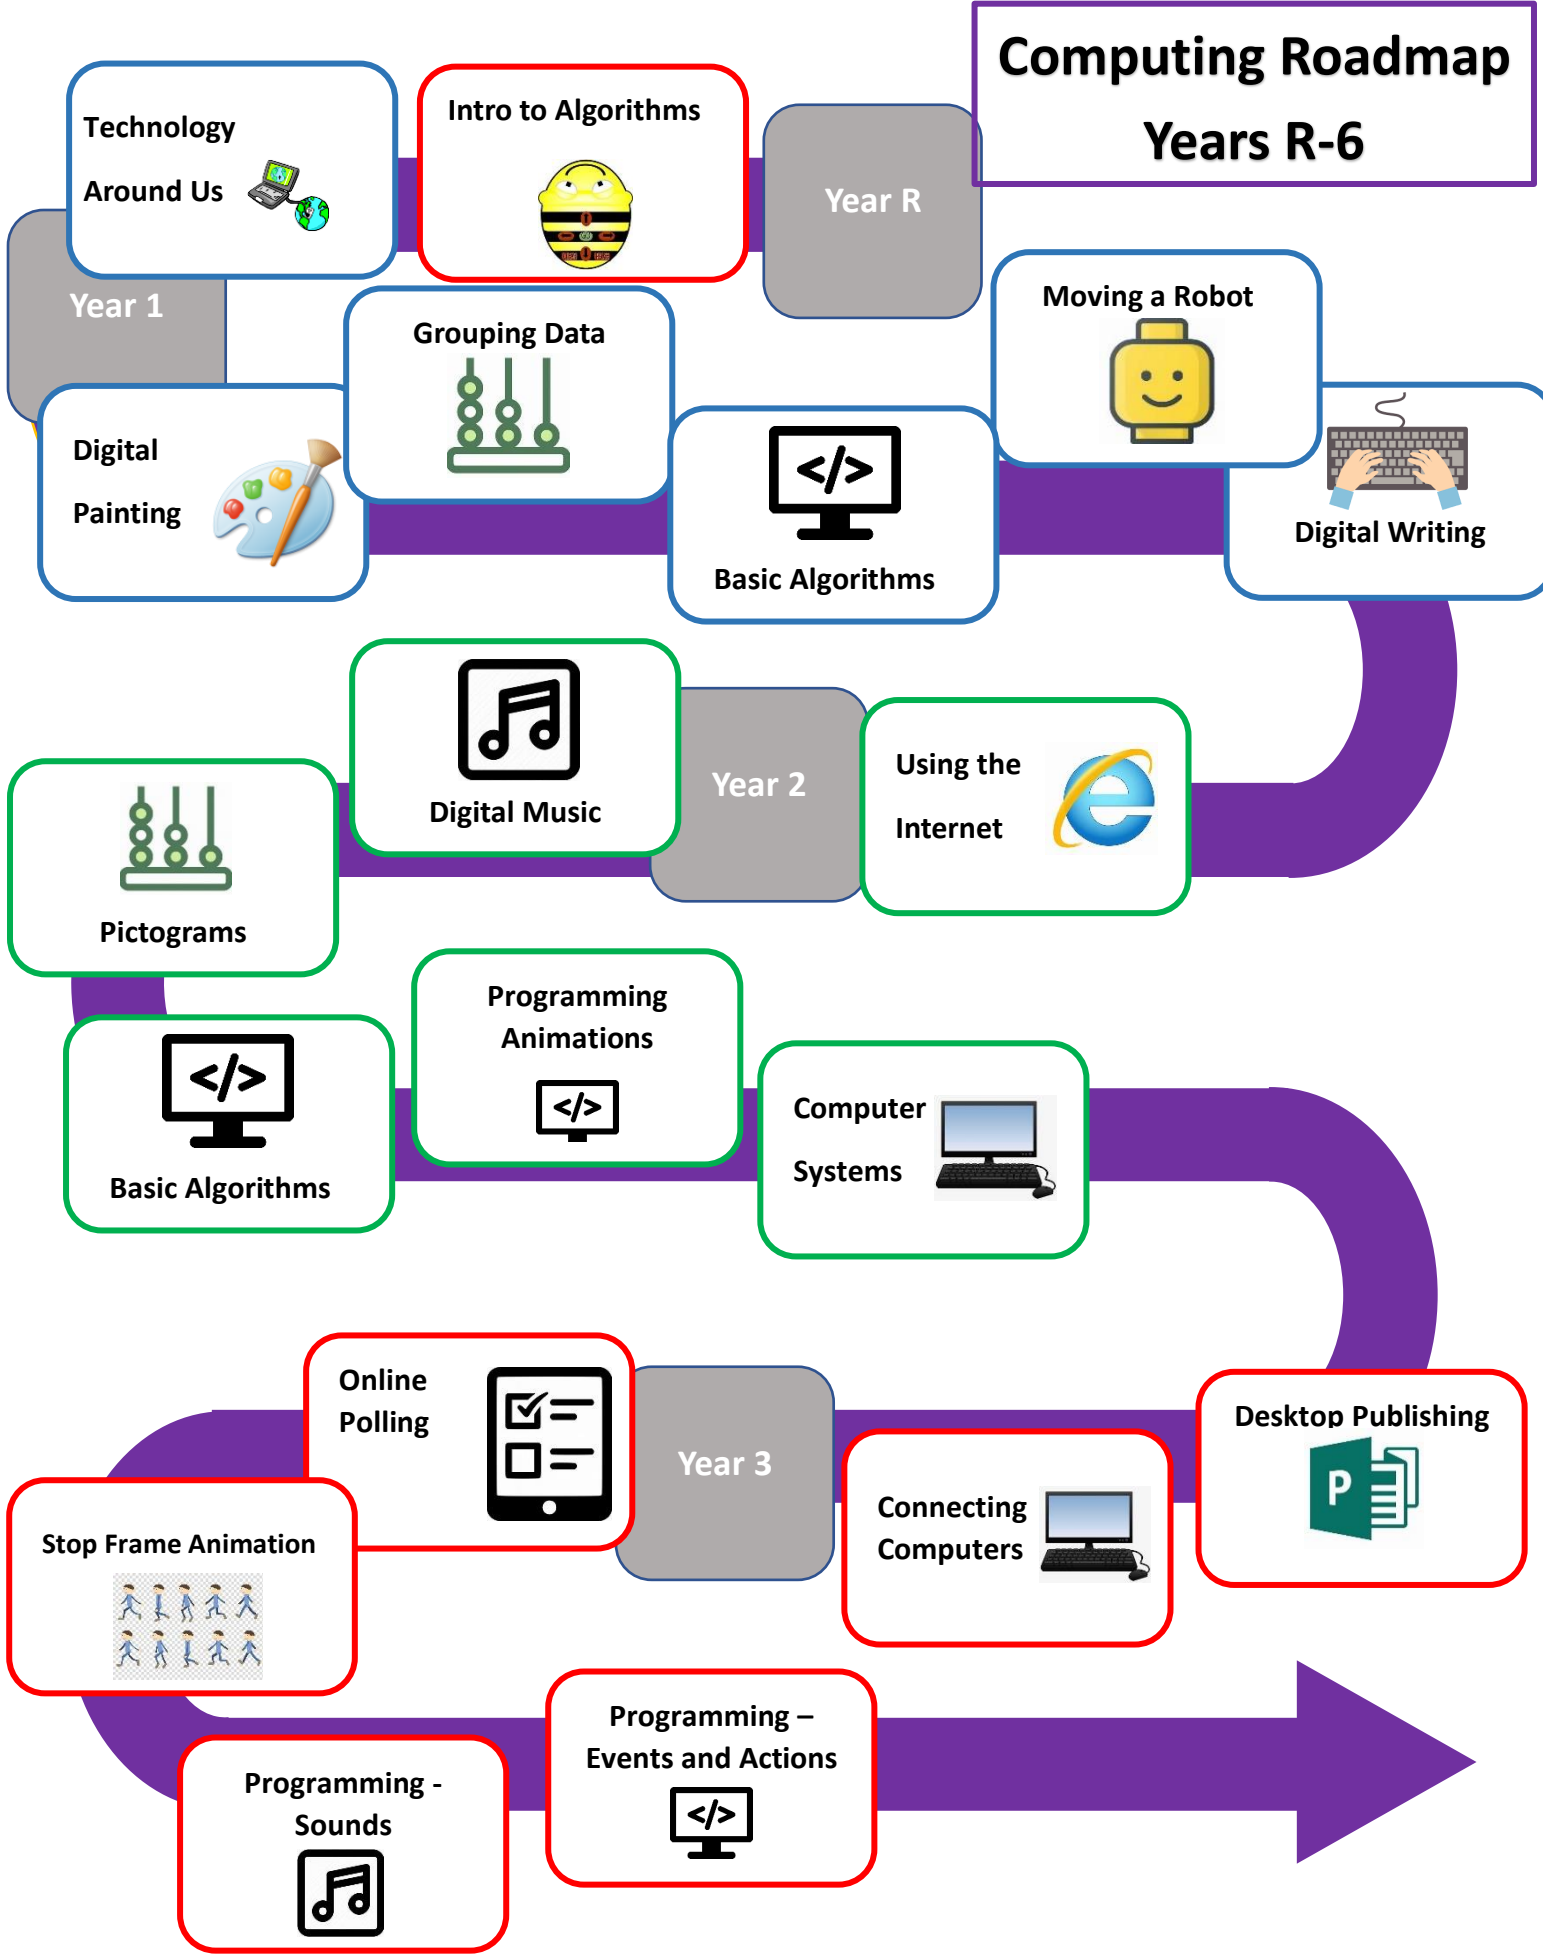 Computing Roadmap
Years R-6
Year R
Intro to Algorithms
Technology
Around Us
Year 1
Digital
Painting
Grouping Data
</>
Basic Algorithms
Moving a Robot
Digital Writing
Using the
Internet
Year 2
Digital Music
Pictograms
</>
Basic Algorithms
Programming
Animations
</>
Computer
Systems
Desktop Publishing
P
Connecting
Computers
Year 3
Online
Polling
Stop Frame Animation
Programming -
Sounds
Programming –
Events and Actions
</>